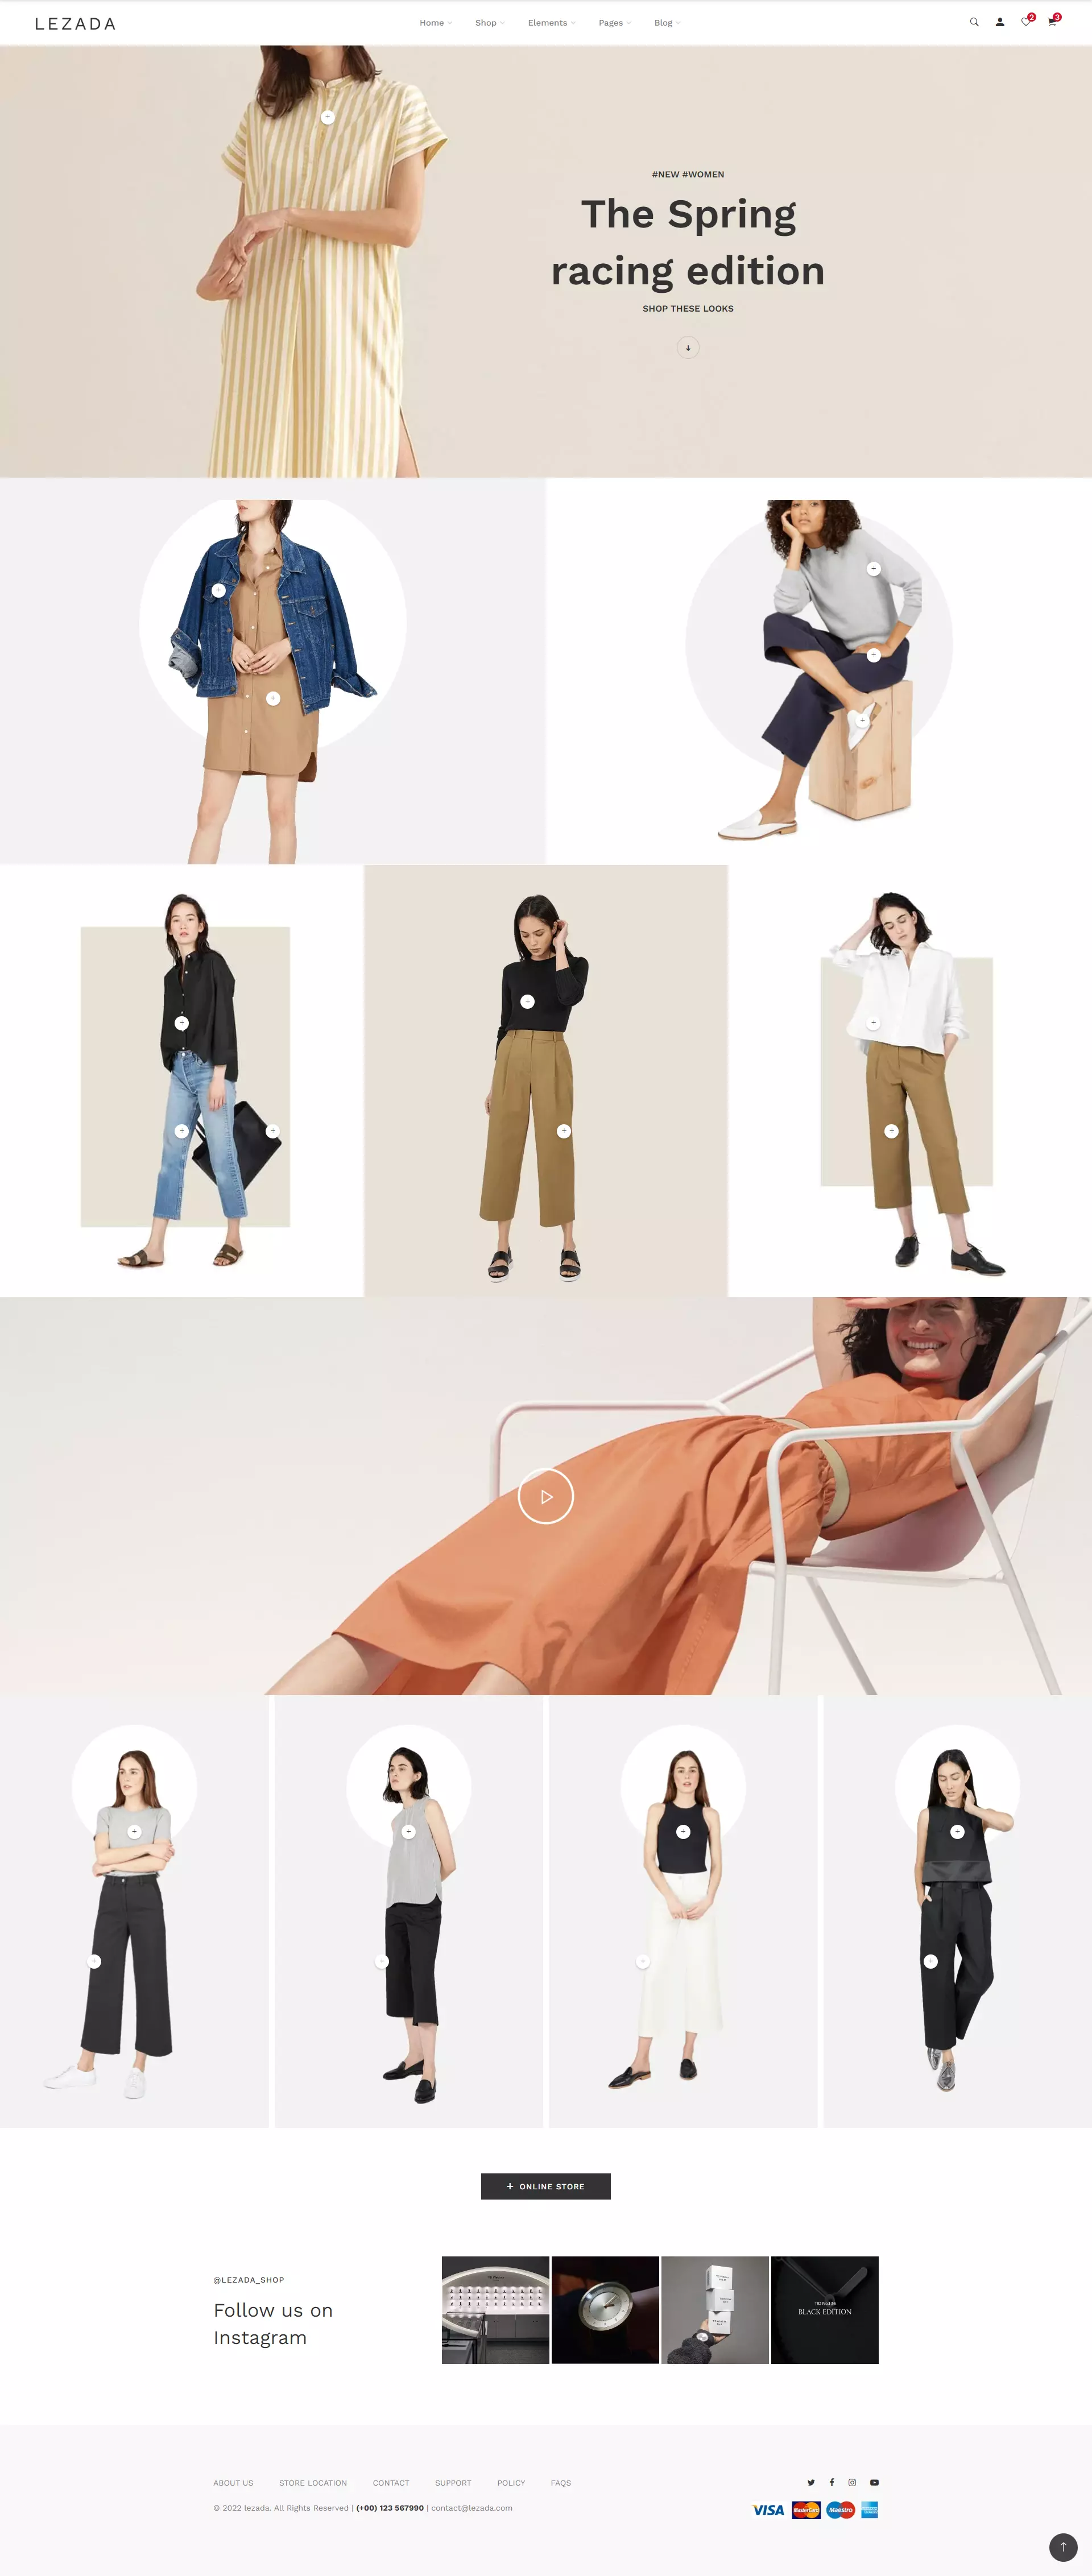 LEZADA
Home
Shop
Elements
Pages
Blog
2
3
#NEW #WOMEN
The Spring
racing edition
SHOP THESE LOOKS
+ ONLINE STORE
@LEZADA_SHOP
Follow us on
Instagram
BLACK EDITION
ABOUT US
STORE LOCATION
CONTACT
SUPPORT
POLICY
FAQS
© 2022 lezada. All Rights Reserved | (+00) 123 567990 | contact@lezada.com
VISA
MasterCard
Maestro